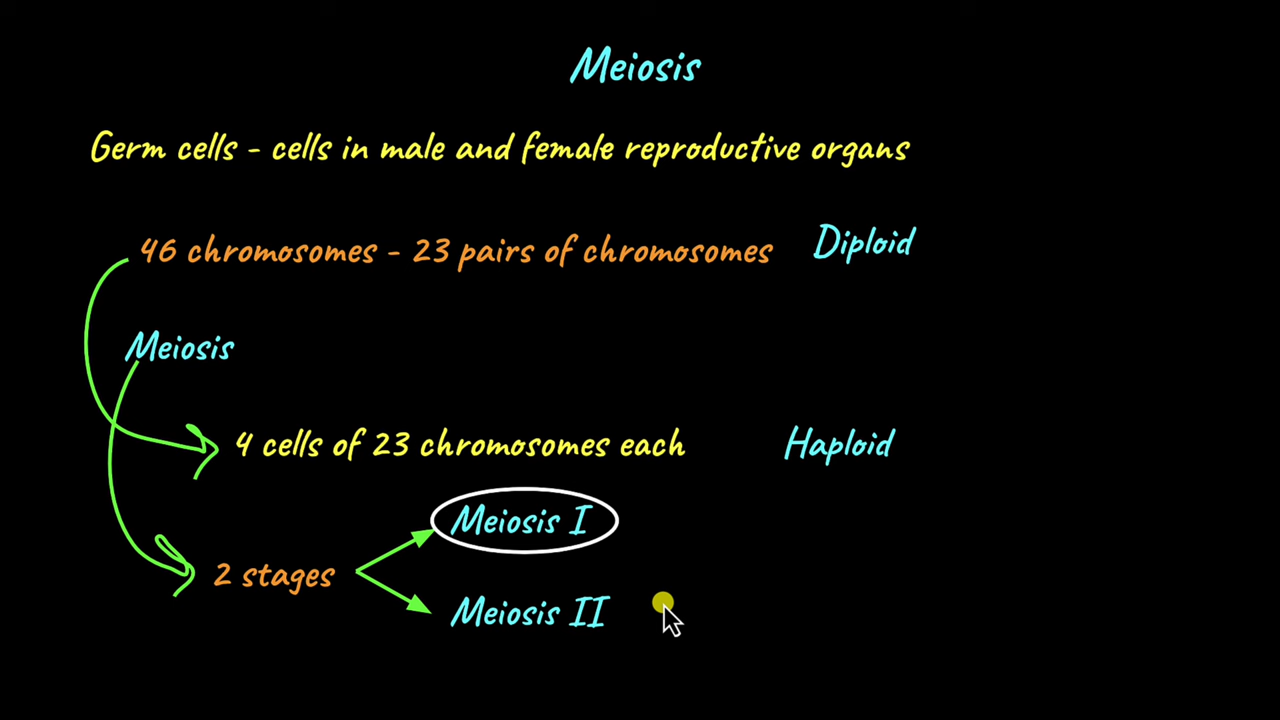 Meiosis
Germ cells - cells in male and female reproductive organs
46 chromosomes - 23 pairs of chromosomes Diploid
Meiosis
4 cells of 23 chromosomes each Haploid
Meiosis I
2 stages
Meiosis II